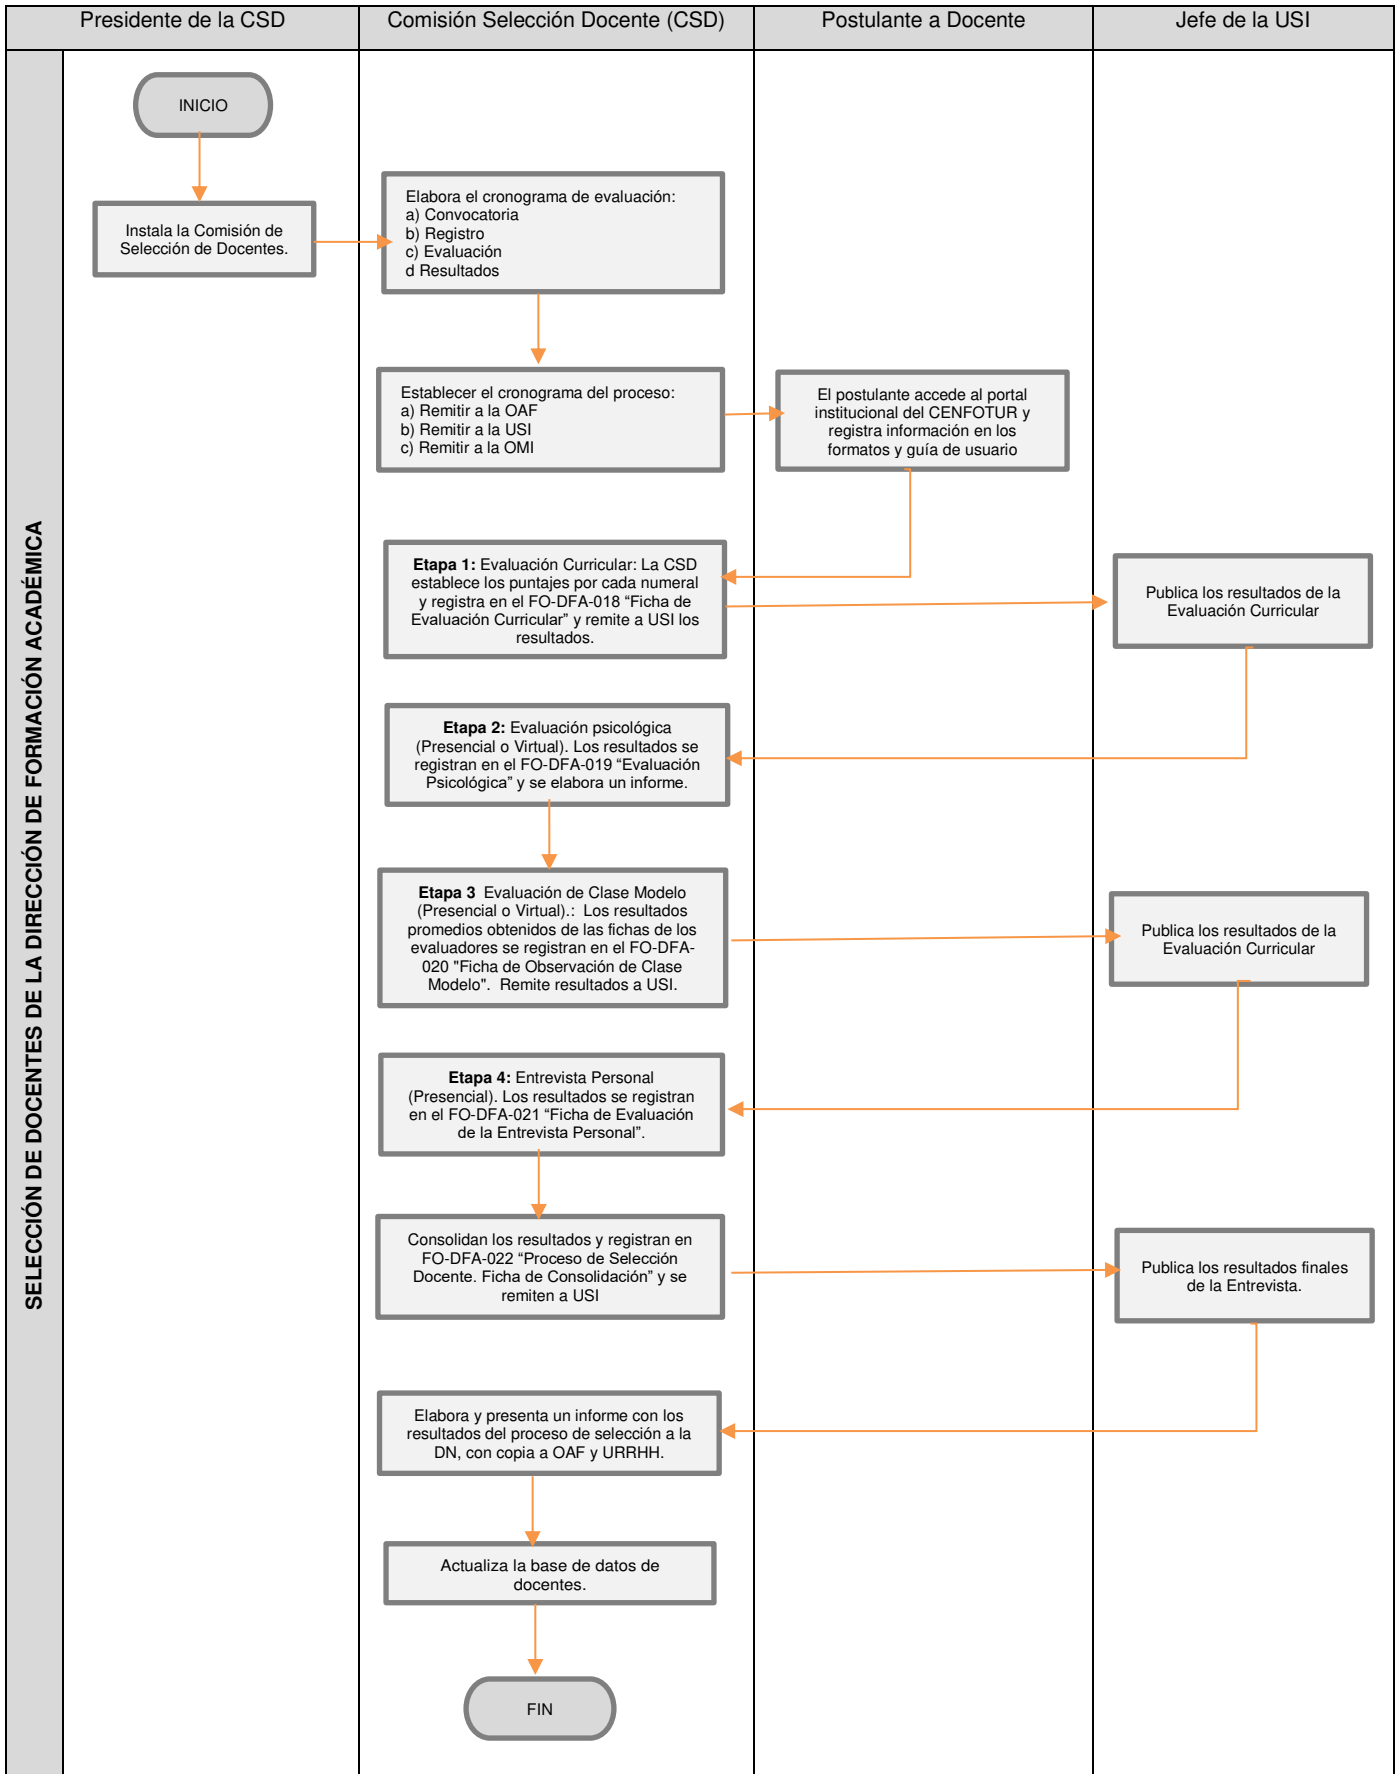 Presidente de la CSD
Comisión Selección Docente (CSD)
Postulante a Docente
Jefe de la USI
SELECCIÓN DE DOCENTES DE LA DIRECCIÓN DE FORMACIÓN ACADÉMICA
INICIO
Instala la Comisión de
Selección de Docentes.
Elabora el cronograma de evaluación:
a) Convocatoria
b) Registro
c) Evaluación
d Resultados
Establecer el cronograma del proceso:
a) Remitir a la OAF
b) Remitir a la USI
c) Remitir a la OMI
El postulante accede al portal
institucional del CENFOTUR y
registra información en los
formatos y guía de usuario
Etapa 1: Evaluación Curricular: La CSD
establece los puntajes por cada numeral
y registra en el FO-DFA-018 “Ficha de
Evaluación Curricular” y remite a USI los
resultados.
Publica los resultados de la
Evaluación Curricular
Etapa 2: Evaluación psicológica
(Presencial o Virtual). Los resultados se
registran en el FO-DFA-019 “Evaluación
Psicológica” y se elabora un informe.
Etapa 3  Evaluación de Clase Modelo
(Presencial o Virtual).:  Los resultados
promedios obtenidos de las fichas de los
evaluadores se registran en el FO-DFA-
020 "Ficha de Observación de Clase
Modelo".  Remite resultados a USI.
Publica los resultados de la
Evaluación Curricular
Etapa 4: Entrevista Personal
(Presencial). Los resultados se registran
en el FO-DFA-021 “Ficha de Evaluación
de la Entrevista Personal”.
Consolidan los resultados y registran en
FO-DFA-022 “Proceso de Selección
Docente. Ficha de Consolidación” y se
remiten a USI
Publica los resultados finales
de la Entrevista.
Elabora y presenta un informe con los
resultados del proceso de selección a la
DN, con copia a OAF y URRHH.
Actualiza la base de datos de
docentes.
FIN